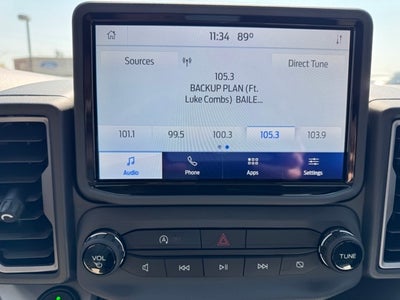 11:34 89°
Sources
Direct Tune
105.3
BACKUP PLAN (Ft.
Luke Combs) BAILE...
101.1 99.5 100.3 105.3 103.9
Audio Phone Apps Settings
VOL
TUNE